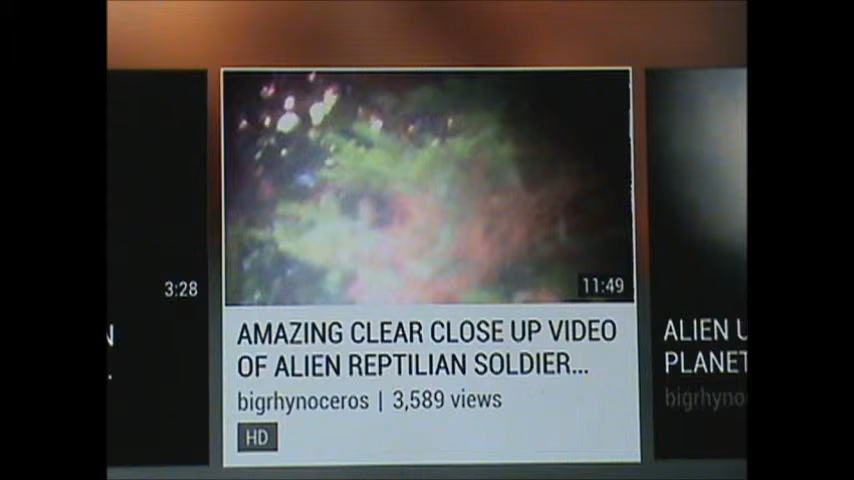 3:28
11:49
AMAZING CLEAR CLOSE UP VIDEO
OF ALIEN REPTILIAN SOLDIER...
bigrhynoceros | 3,589 views
HD
ALIEN
PLANET
bigrhyno